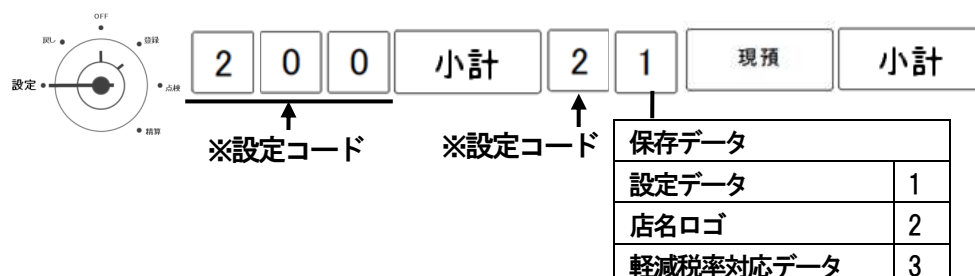 OFF
戻し
登録
設定
点検
精算
2 0 0 小計 2 1 現預 小計
※設定コード
※設定コード
保存データ
設定データ 1
店名ロゴ 2
軽減税率対応データ 3